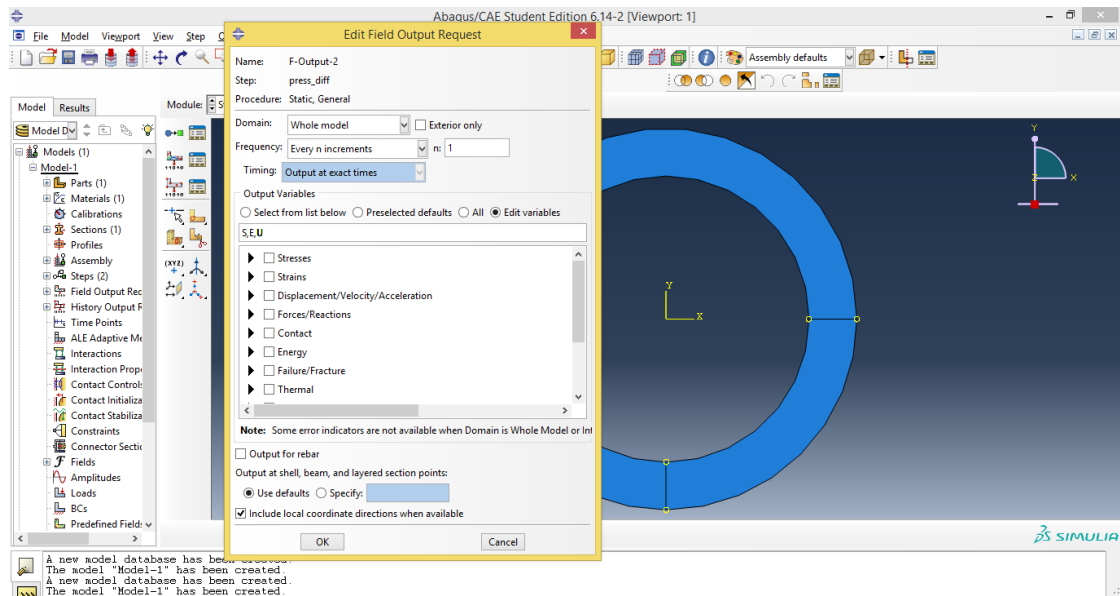 Abaqus/CAE Student Edition 6.14-2 [Viewport: 1]
File Model Viewport View Step
Edit Field Output Request
Assembly defaults
Model Results
Module:
Model D
Models (1)
Model-1
Parts (1)
Materials (1)
Calibrations
Sections (1)
Profiles
Assembly
Steps (2)
Field Output Rec
History Output R
Time Points
ALE Adaptive Me
Interactions
Interaction Prope
Contact Controls
Contact Initializa
Contact Stabiliza
Constraints
Connector Sectio
Fields
Amplitudes
Loads
BCs
Predefined Fields
(XYZ)
Name: F-Output-2
Step: press_diff
Procedure: Static, General
Domain: Whole model Exterior only
Frequency: Every n increments n: 1
Timing: Output at exact times
Output Variables
Select from list below Preselected defaults All Edit variables
S,E,U
Stresses
Strains
Displacement/Velocity/Acceleration
Forces/Reactions
Contact
Energy
Failure/Fracture
Thermal
Note: Some error indicators are not available when Domain is Whole Model or Int
Output for rebar
Output at shell, beam, and layered section points:
Use defaults Specify:
Include local coordinate directions when available
OK Cancel
Y
X
Y
Z X
SIMULIA
A new model database has been created.
The model "Model-1" has been created.
A new model database has been created.
The model "Model-1" has been created.